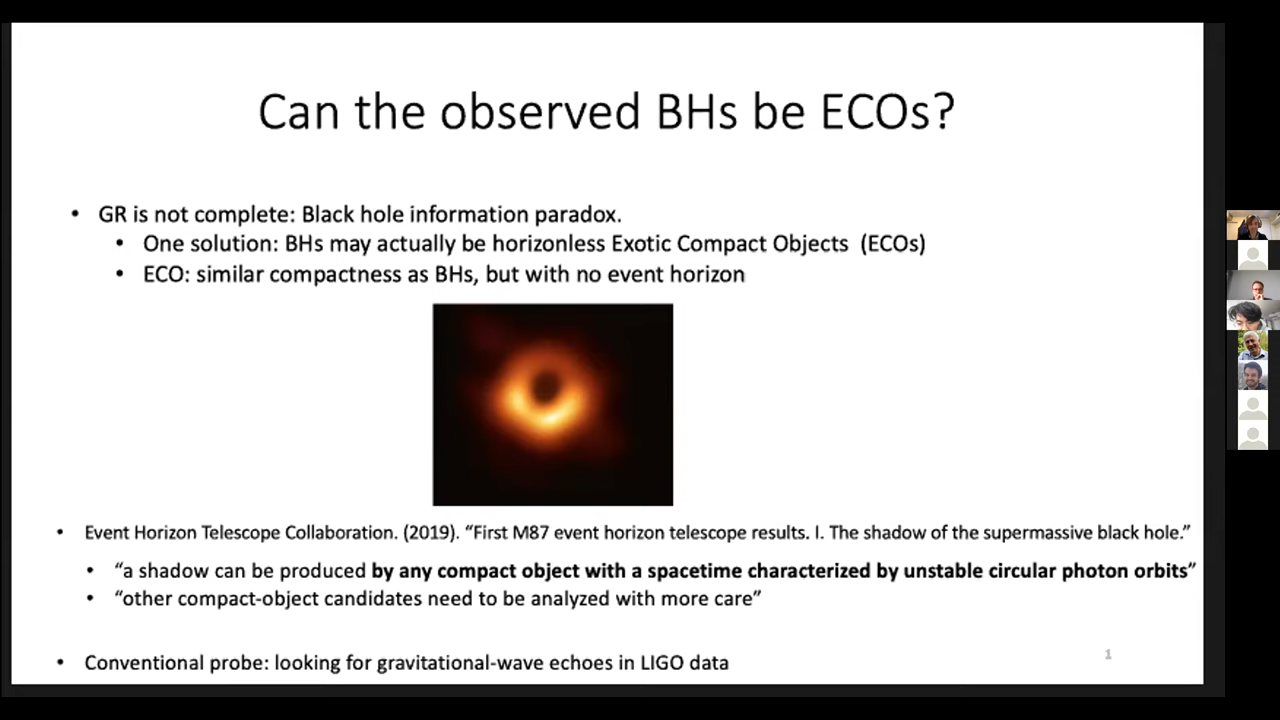 Can the observed BHs be ECOs?
• GR is not complete: Black hole information paradox.
• One solution: BHs may actually be horizonless Exotic Compact Objects (ECOs)
• ECO: similar compactness as BHs, but with no event horizon
• Event Horizon Telescope Collaboration. (2019). “First M87 event horizon telescope results. I. The shadow of the supermassive black hole.”
• “a shadow can be produced by any compact object with a spacetime characterized by unstable circular photon orbits”
• “other compact-object candidates need to be analyzed with more care”
• Conventional probe: looking for gravitational-wave echoes in LIGO data
1